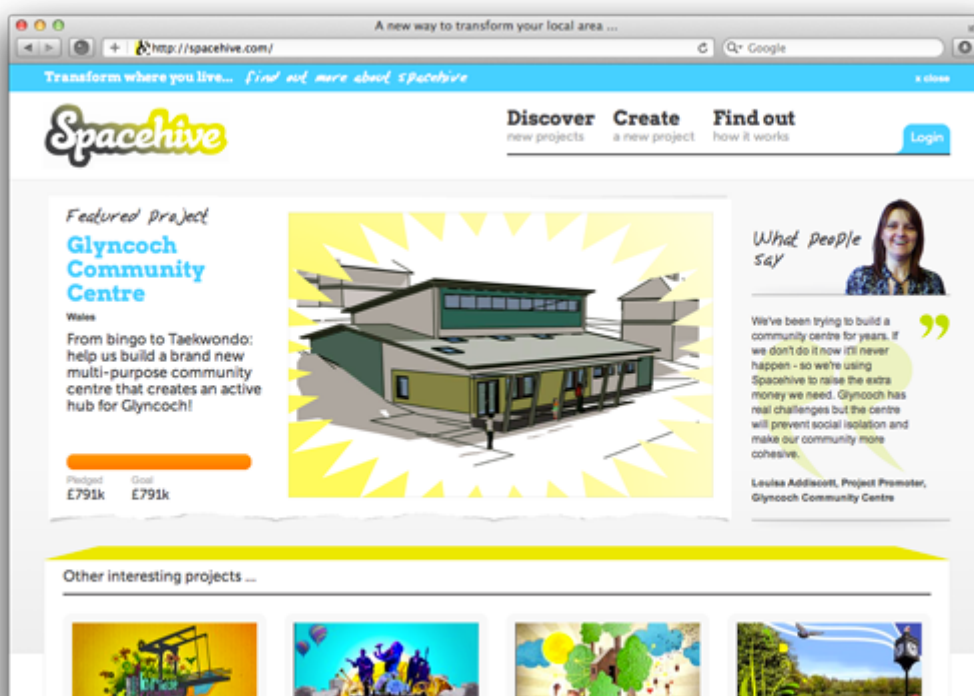 A new way to transform your local area ...
http://spacehive.com/
Google
Transform where you live... find out more about spacehive
x close
Spacehive
Discover
new projects
Create
a new project
Find out
how it works
Login
Featured project
Glyncoch
Community
Centre
Wales
From bingo to Taekwondo:
help us build a brand new
multi-purpose community
centre that creates an active
hub for Glyncoch!
Pledged
£791k
Goal
£791k
What people
say
We've been trying to build a
community centre for years. If
we don't do it now it'll never
happen - so we're using
Spacehive to raise the extra
money we need. Glyncoch has
real challenges but the centre
will prevent social isolation and
make our community more
cohesive.
Louisa Addiscott, Project Promoter,
Glyncoch Community Centre
Other interesting projects ...